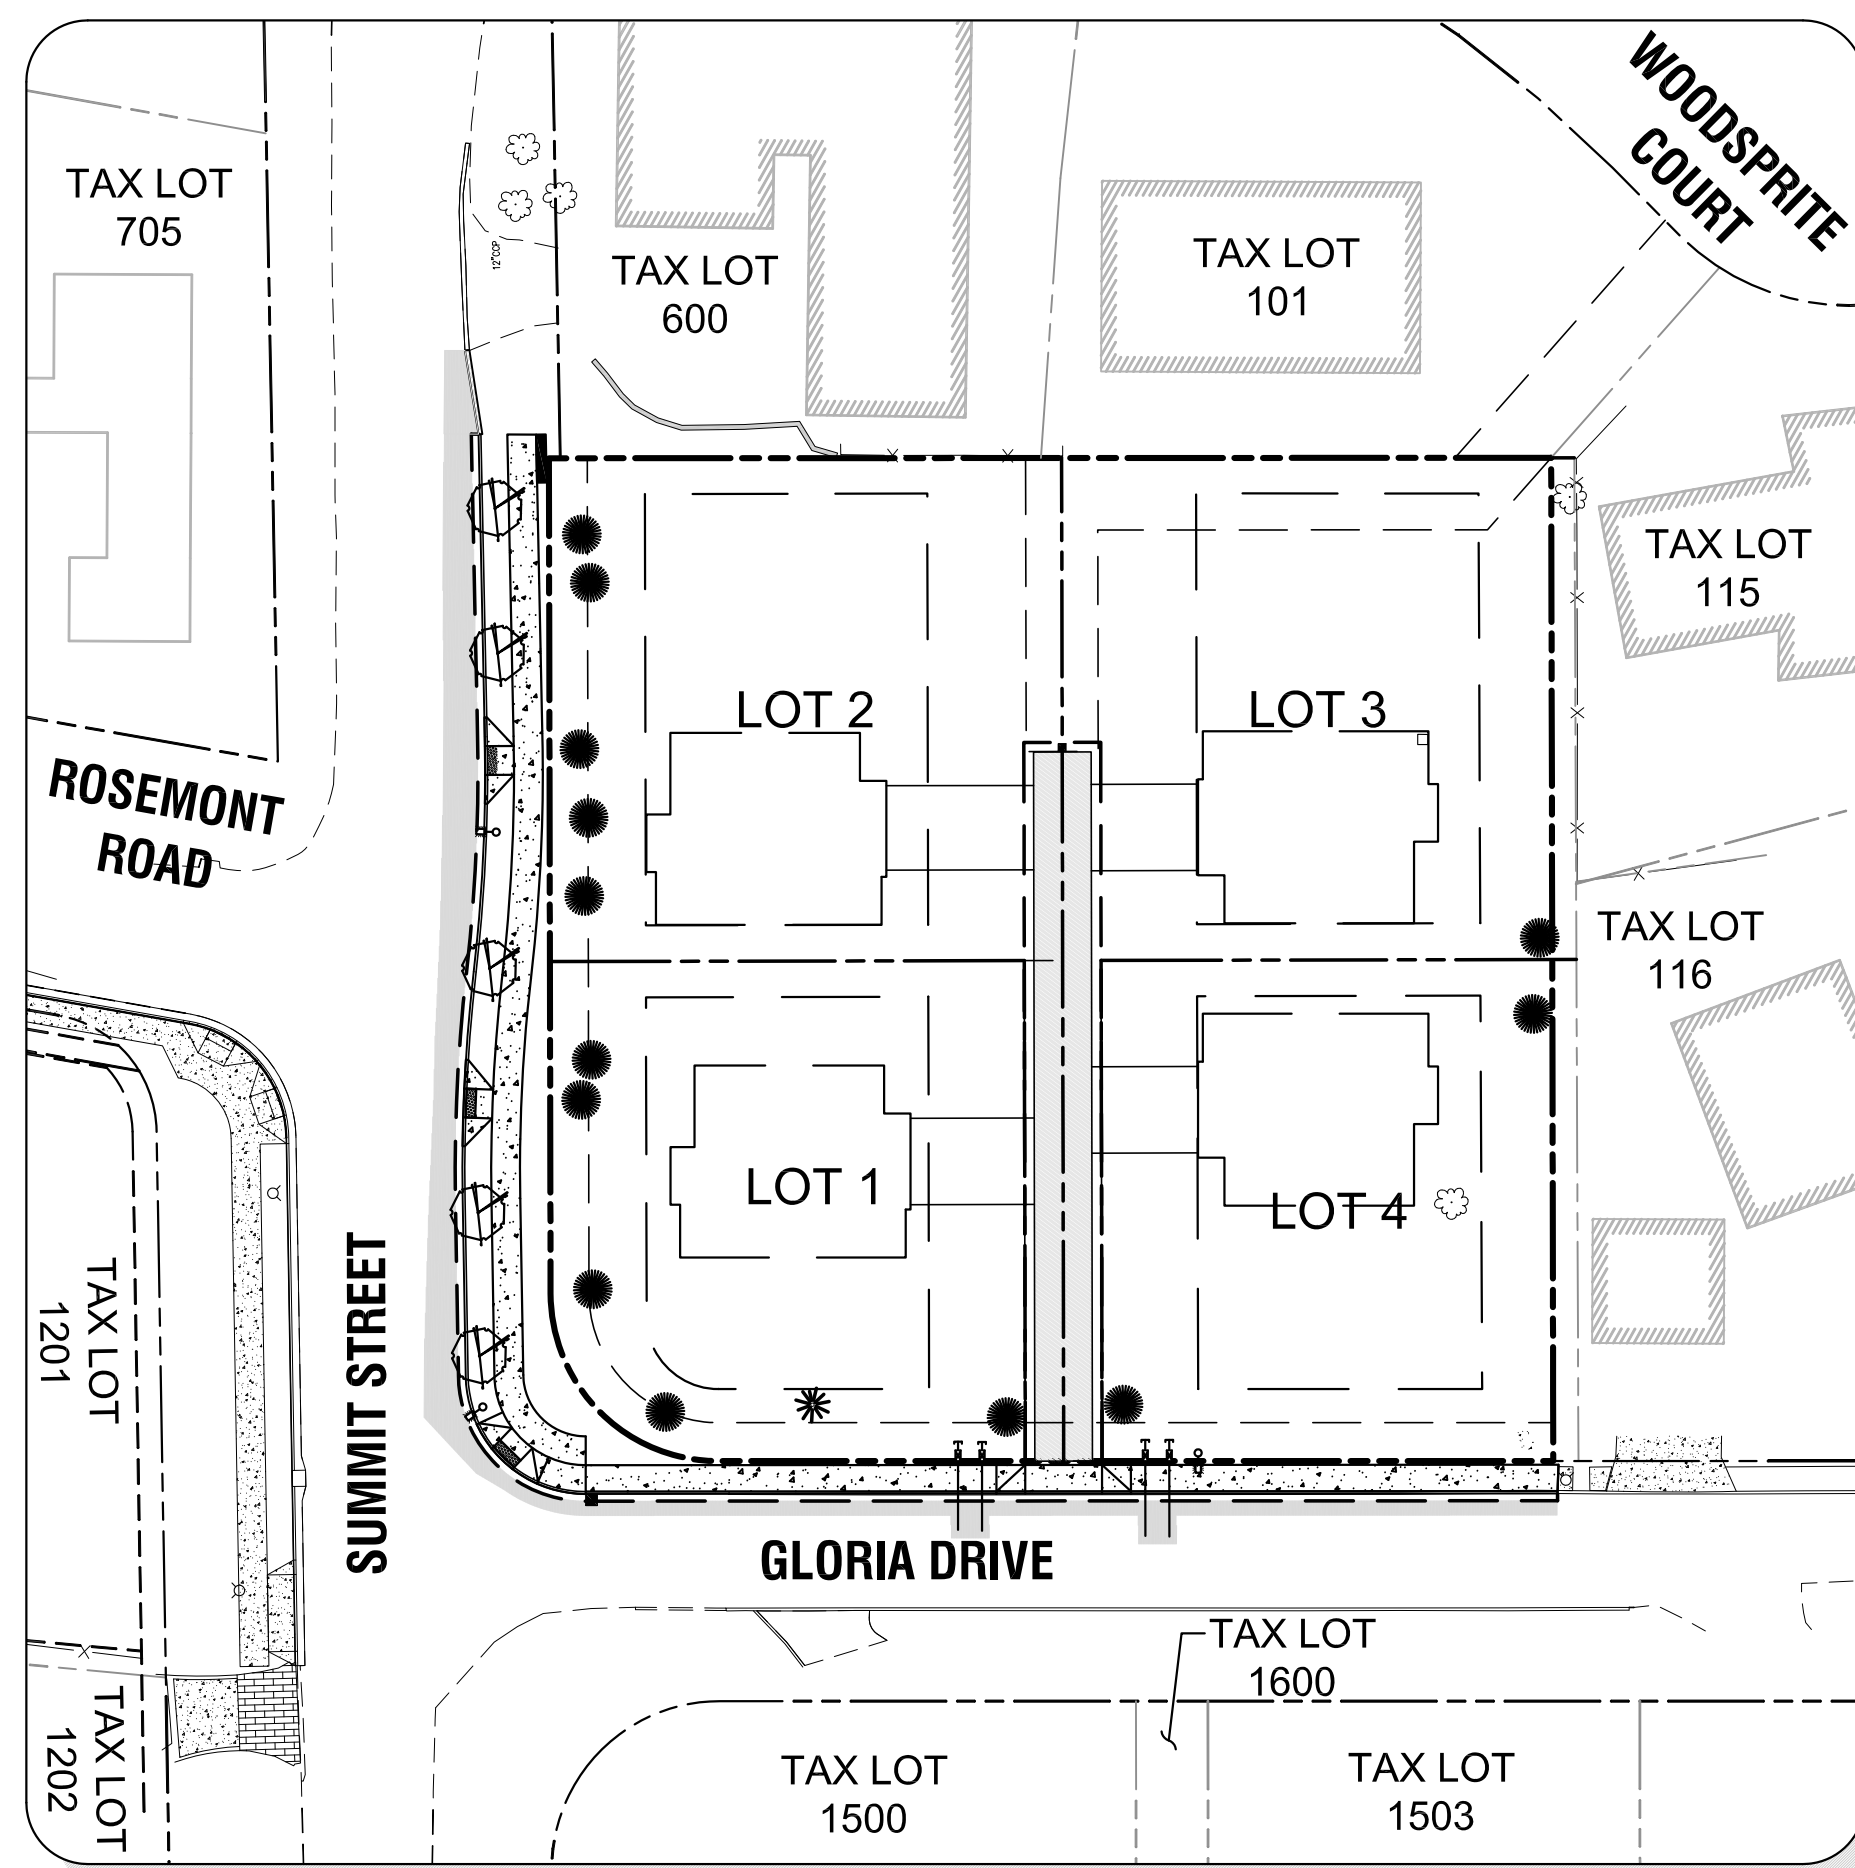 WOODSPRITE
COURT
TAX LOT
705
TAX LOT
600
12"CCP
TAX LOT
101
TAX LOT
115
LOT 2
LOT 3
ROSEMONT
ROAD
TAX LOT
116
LOT 1
LOT 4
TAX LOT
1201
SUMMIT STREET
GLORIA DRIVE
TAX LOT
1600
TAX LOT
1202
TAX LOT
1500
TAX LOT
1503